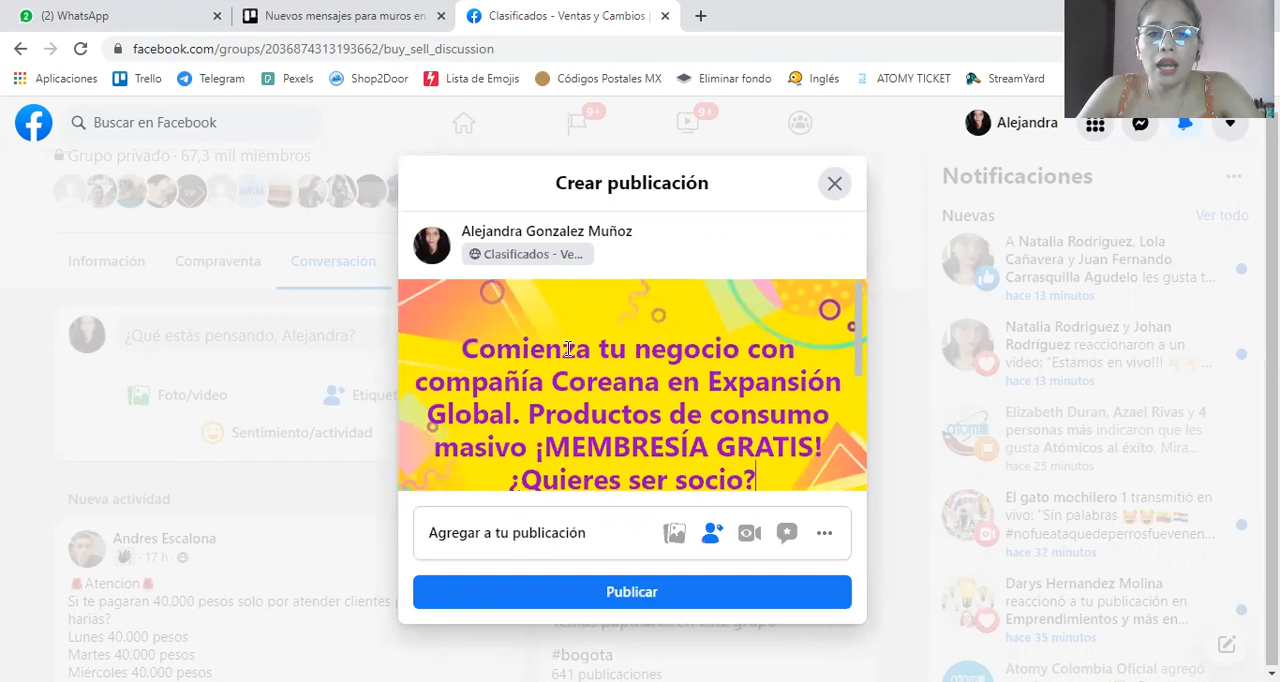 2
WhatsApp
Nuevos mensajes para muros en
Clasificados - Ventas y Cambios |
facebook.com/groups/2036874313193662/buy_sell_discussion
Aplicaciones
Trello
Telegram
Pexels
Shop2Door
Lista de Emojis
Códigos Postales MX
Eliminar fondo
Inglés
ATOMY TICKET
StreamYard
Buscar en Facebook
9+
9+
Alejandra
Grupo privado · 67,3 mil miembros
Información
Compraventa
Conversación
¿Qué estás pensando, Alejandra?
Foto/video
Etiquet
Sentimiento/actividad
Nueva actividad
Andres Escalona
· 17 h ·
Atencion
Si te pagaran 40.000 pesos solo por atender clientes
harias?
Lunes 40.000 pesos
Martes 40.000 pesos
Miércoles 40.000 pesos
Crear publicación
Alejandra Gonzalez Muñoz
Clasificados - Ve...
Comienza tu negocio con
compañía Coreana en Expansión
Global. Productos de consumo
masivo ¡MEMBRESÍA GRATIS!
¿Quieres ser socio?
Agregar a tu publicación
Publicar
#bogota
641 publicaciones
Notificaciones
Nuevas
Ver todo
A Natalia Rodriguez, Lola
Cañavera y Juan Fernando
Carrasquilla Agudelo les gusta t...
hace 13 minutos
Natalia Rodriguez y Johan
Rodríguez reaccionaron a un
video: "Estamos en vivo!!!
hace 13 minutos
Elizabeth Duran, Azael Rivas y 4
personas más indicaron que les
gusta Atómicos al éxito. Mira...
hace 25 minutos
El gato mochilero 1 transmitió en
vivo: "Sin palabras
#nofueataquedeperrosfuevenen...
hace 32 minutos
Darys Hernandez Molina
reaccionó a tu publicación en
Emprendimientos y más en...
hace 35 minutos
Atomy Colombia Oficial agregó